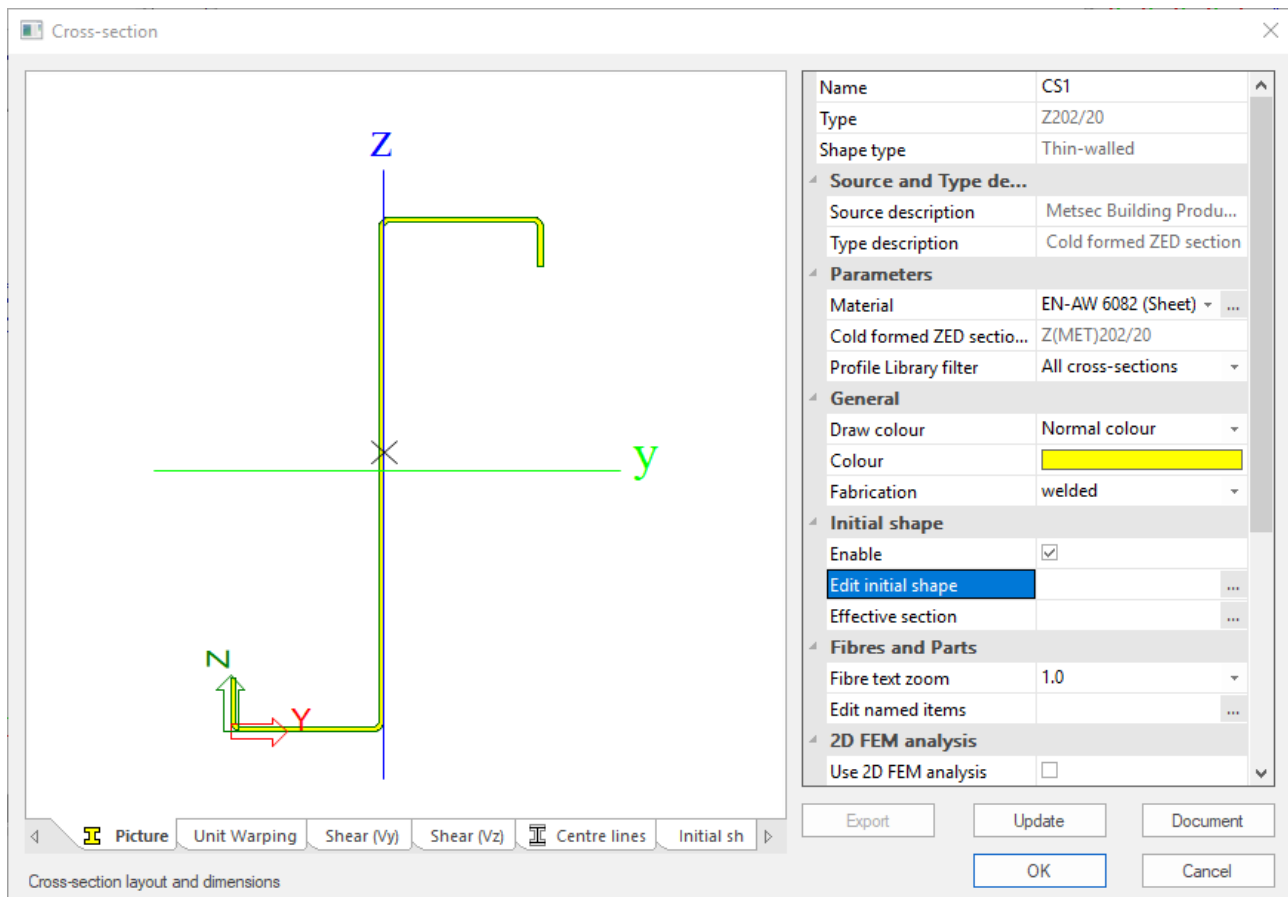 Cross-section
Z
y
Z
Y
Picture
Unit Warping
Shear (Vy)
Shear (Vz)
Centre lines
Initial sh
Cross-section layout and dimensions
Name CS1
Type Z202/20
Shape type Thin-walled
Source and Type de...
Source description Metsec Building Produ...
Type description Cold formed ZED section
Parameters
Material EN-AW 6082 (Sheet) ...
Cold formed ZED sectio... Z(MET)202/20
Profile Library filter All cross-sections
General
Draw colour Normal colour
Colour
Fabrication welded
Initial shape
Enable
Edit initial shape ...
Effective section ...
Fibres and Parts
Fibre text zoom 1.0
Edit named items ...
2D FEM analysis
Use 2D FEM analysis
Export Update Document
OK Cancel